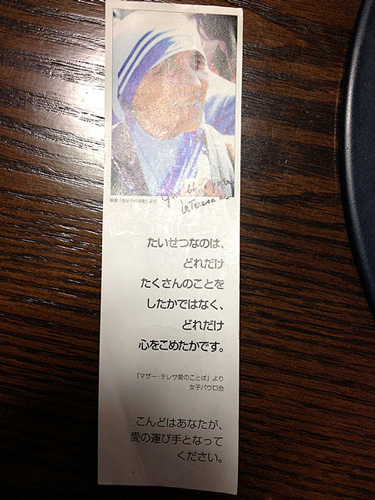 たいせつなのは、
どれだけ
たくさんのことを
したかではなく、
どれだけ
心をこめたかです。
「マザー・テレサ愛のことば」より
女子パウロ会
こんどはあなたが、
愛の運び手となって
ください。